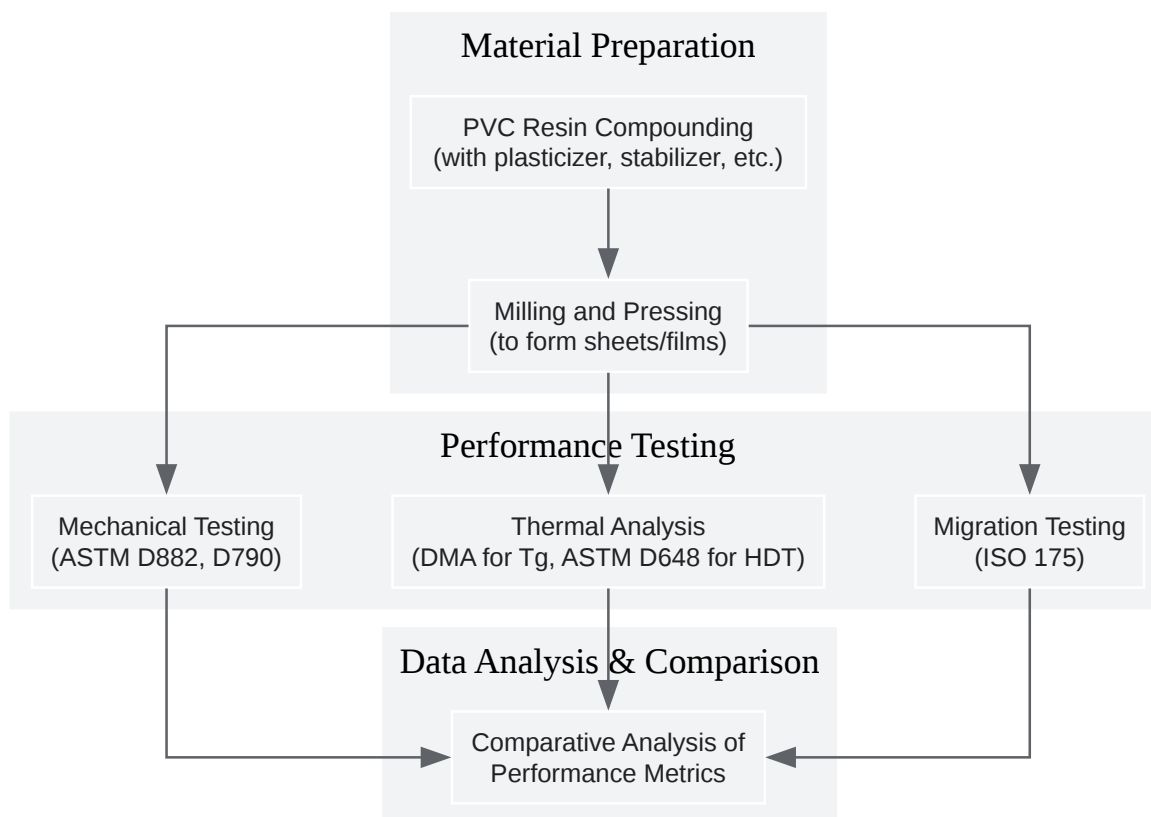 Material Preparation
PVC Resin Compounding
(with plasticizer, stabilizer, etc.)
Milling and Pressing
(to form sheets/films)
Performance Testing
Mechanical Testing
(ASTM D882, D790)
Thermal Analysis
(DMA for Tg, ASTM D648 for HDT)
Migration Testing
(ISO 175)
Data Analysis & Comparison
Comparative Analysis of
Performance Metrics